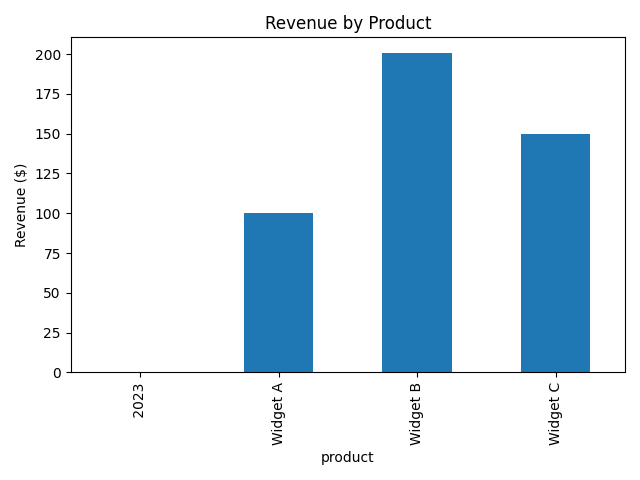 Revenue by Product
Revenue ($)
200
175
150
125
100
75
50
25
0
2023
Widget A
Widget B
Widget C
product